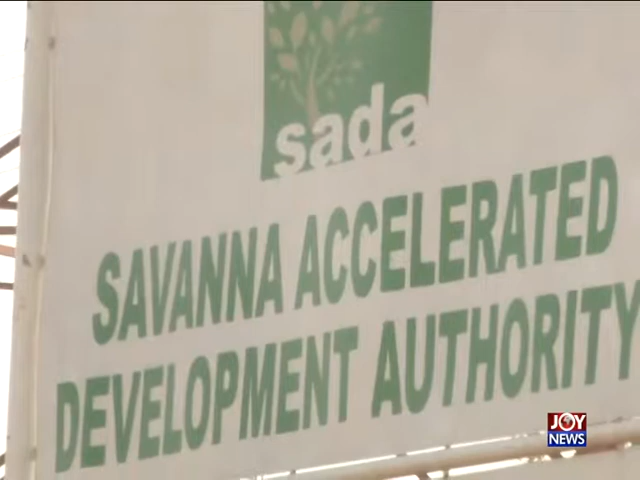 sada
SAVANNA ACCELERATED
DEVELOPMENT AUTHORITY
JOY
NEWS